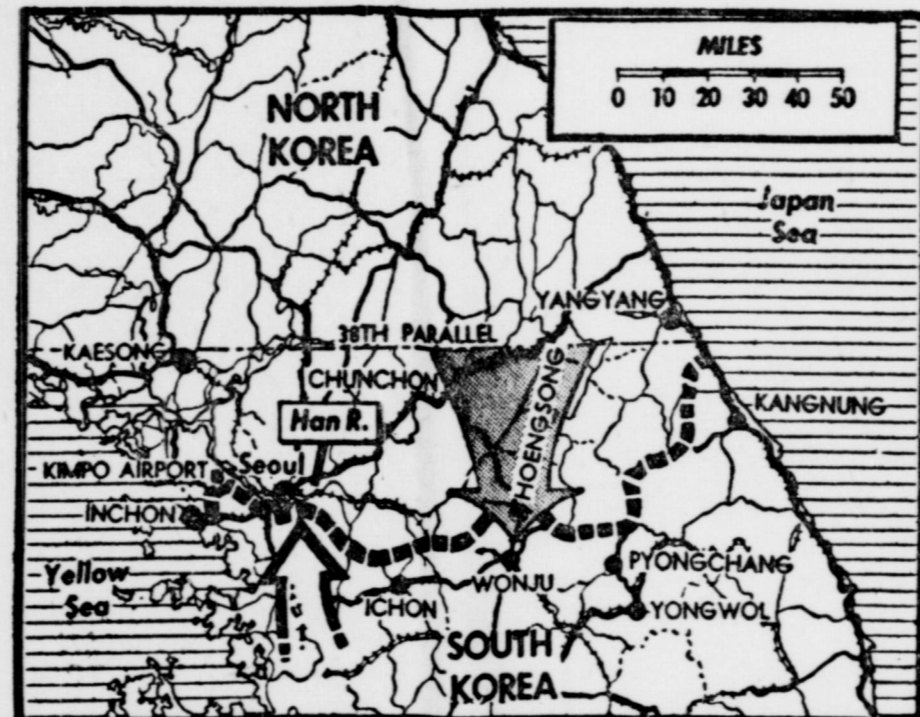 MILES
0 10 20 30 40 50
NORTH
KOREA
Japan
Sea
YANGYANG
38TH PARALLEL
KAESONG
CHUNCHON
HOENGSONG
Han R.
KANGNUNG
KIMPO AIRPORT
Seoul
INCHON
Yellow
Sea
PYONGCHANG
WONJU
ICHON
YONGWOL
SOUTH
KOREA